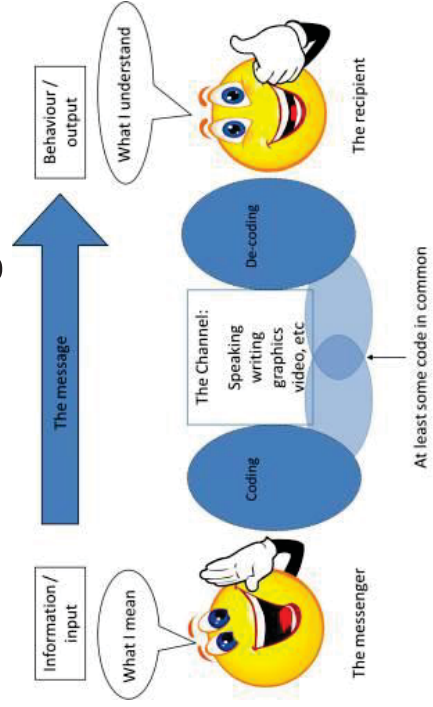 Information/
input
The message
Behaviour /
output
What I mean
What I understand
Coding
The Channel:
Speaking
writing
graphics
video, etc
De-coding
The messenger
The recipient
At least some code in common